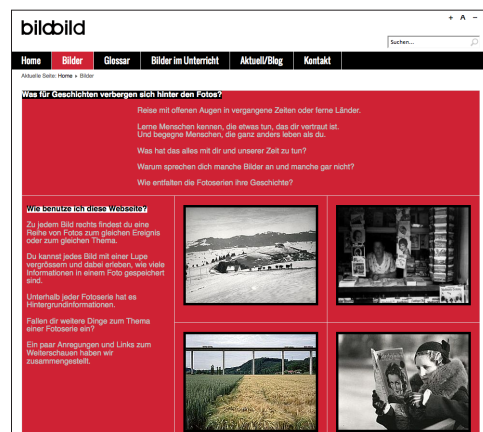 + A –
bildbild
Suchen...
Home Bilder Glossar Bilder im Unterricht Aktuell/Blog Kontakt
Aktuelle Seite: Home ▸ Bilder
Was für Geschichten verbergen sich hinter den Fotos?
Reise mit offenen Augen in vergangene Zeiten oder ferne Länder.
Lerne Menschen kennen, die etwas tun, das dir vertraut ist.
Und begegne Menschen, die ganz anders leben als du.
Was hat das alles mit dir und unserer Zeit zu tun?
Warum sprechen dich manche Bilder an und manche gar nicht?
Wie entfalten die Fotoserien ihre Geschichte?
Wie benutze ich diese Webseite?
Zu jedem Bild rechts findest du eine
Reihe von Fotos zum gleichen Ereignis
oder zum gleichen Thema.
Du kannst jedes Bild mit einer Lupe
vergrössern und dabei erleben, wie viele
Informationen in einem Foto gespeichert
sind.
Unterhalb jeder Fotoserie hat es
Hintergrundinformationen.
Fallen dir weitere Dinge zum Thema
einer Fotoserie ein?
Ein paar Anregungen und Links zum
Weiterschauen haben wir
zusammengestellt.